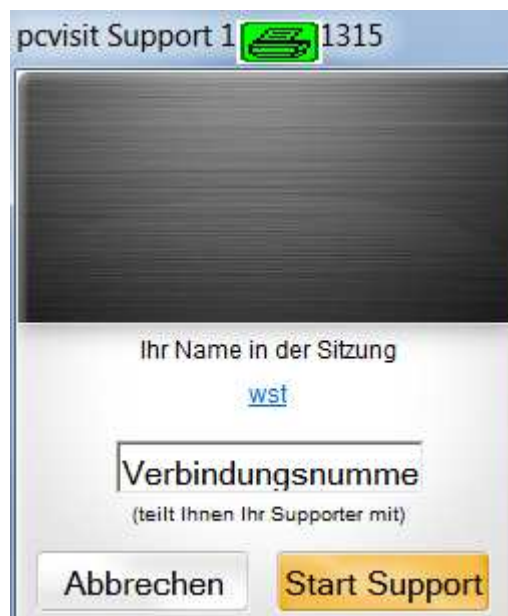 pcvisit Support 1 1315
Ihr Name in der Sitzung
wst
Verbindungsnumme
(teilt Ihnen Ihr Supporter mit)
Abbrechen Start Support